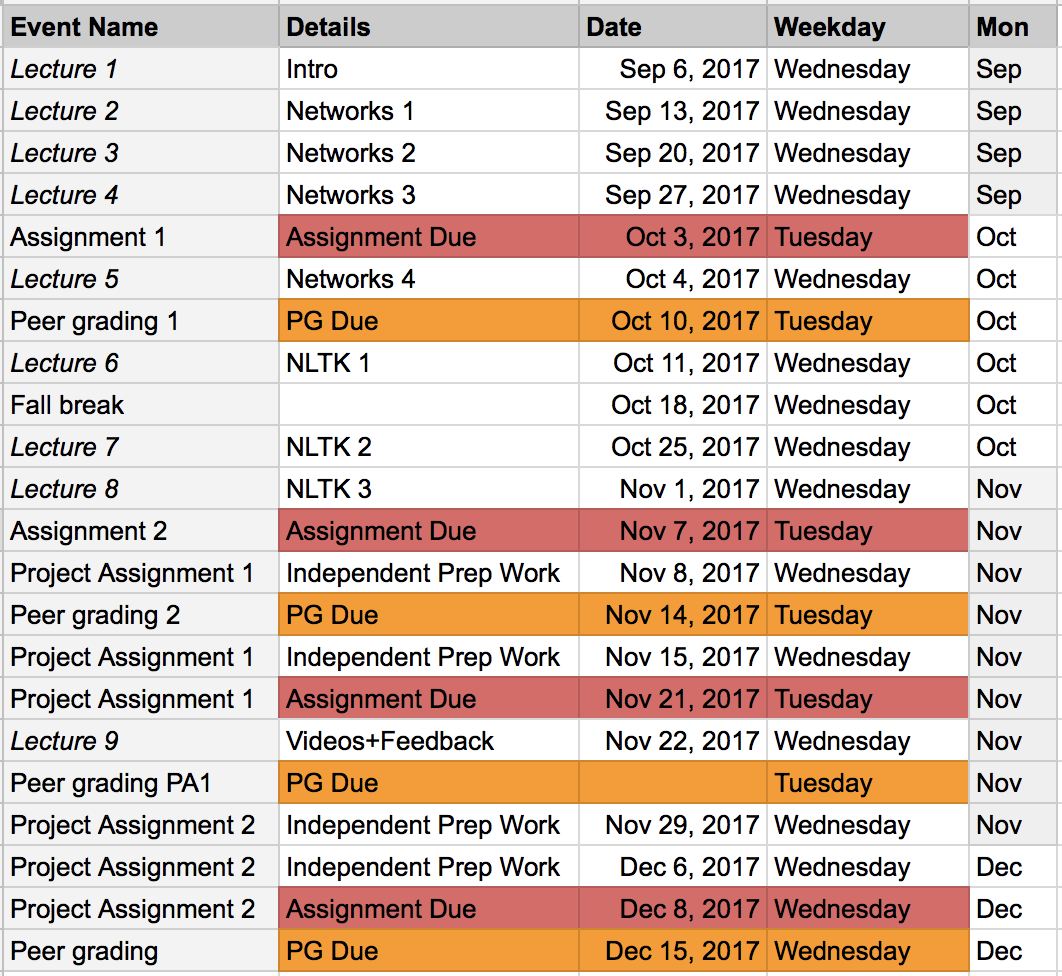 Event Name Details Date Weekday Mon
Lecture 1 Intro Sep 6, 2017 Wednesday Sep
Lecture 2 Networks 1 Sep 13, 2017 Wednesday Sep
Lecture 3 Networks 2 Sep 20, 2017 Wednesday Sep
Lecture 4 Networks 3 Sep 27, 2017 Wednesday Sep
Assignment 1 Assignment Due Oct 3, 2017 Tuesday Oct
Lecture 5 Networks 4 Oct 4, 2017 Wednesday Oct
Peer grading 1 PG Due Oct 10, 2017 Tuesday Oct
Lecture 6 NLTK 1 Oct 11, 2017 Wednesday Oct
Fall break Oct 18, 2017 Wednesday Oct
Lecture 7 NLTK 2 Oct 25, 2017 Wednesday Oct
Lecture 8 NLTK 3 Nov 1, 2017 Wednesday Nov
Assignment 2 Assignment Due Nov 7, 2017 Tuesday Nov
Project Assignment 1 Independent Prep Work Nov 8, 2017 Wednesday Nov
Peer grading 2 PG Due Nov 14, 2017 Tuesday Nov
Project Assignment 1 Independent Prep Work Nov 15, 2017 Wednesday Nov
Project Assignment 1 Assignment Due Nov 21, 2017 Tuesday Nov
Lecture 9 Videos+Feedback Nov 22, 2017 Wednesday Nov
Peer grading PA1 PG Due Tuesday Nov
Project Assignment 2 Independent Prep Work Nov 29, 2017 Wednesday Nov
Project Assignment 2 Independent Prep Work Dec 6, 2017 Wednesday Dec
Project Assignment 2 Assignment Due Dec 8, 2017 Wednesday Dec
Peer grading PG Due Dec 15, 2017 Wednesday Dec